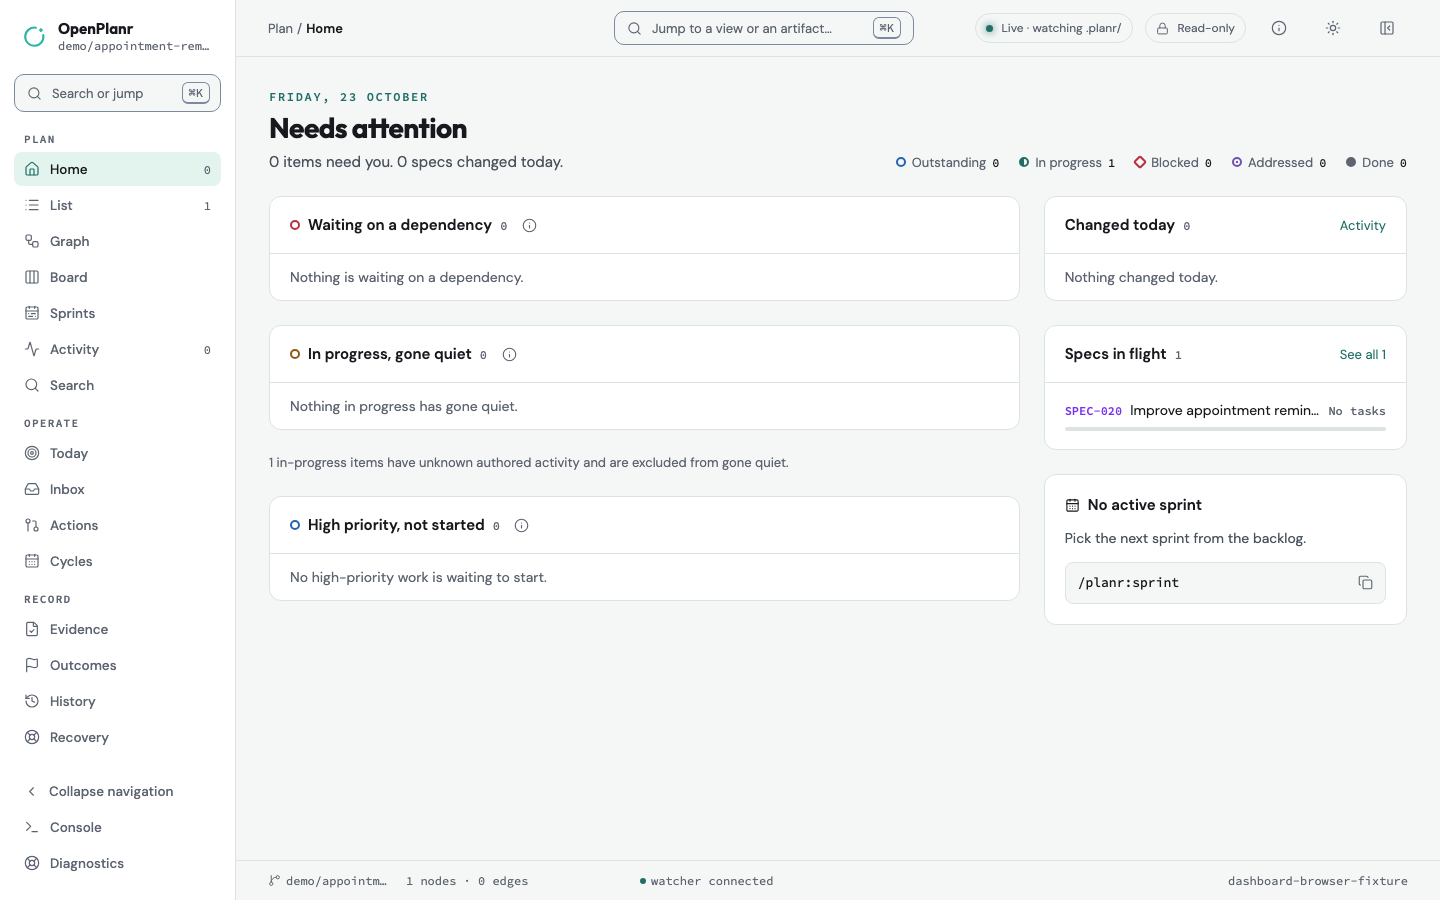 OpenPlanr
demo/appointment-rem…
Search or jump ⌘K
PLAN
Home 0
List 1
Graph
Board
Sprints
Activity 0
Search
OPERATE
Today
Inbox
Actions
Cycles
RECORD
Evidence
Outcomes
History
Recovery
Collapse navigation
Console
Diagnostics
Plan / Home
Jump to a view or an artifact… ⌘K
Live · watching .planr/
Read-only
FRIDAY, 23 OCTOBER
Needs attention
0 items need you. 0 specs changed today.
Outstanding 0 In progress 1 Blocked 0 Addressed 0 Done 0
Waiting on a dependency 0
Nothing is waiting on a dependency.
In progress, gone quiet 0
Nothing in progress has gone quiet.
1 in-progress items have unknown authored activity and are excluded from gone quiet.
High priority, not started 0
No high-priority work is waiting to start.
Changed today 0 Activity
Nothing changed today.
Specs in flight 1 See all 1
SPEC-020 Improve appointment remin… No tasks
No active sprint
Pick the next sprint from the backlog.
/planr:sprint
demo/appointm… 1 nodes · 0 edges watcher connected dashboard-browser-fixture